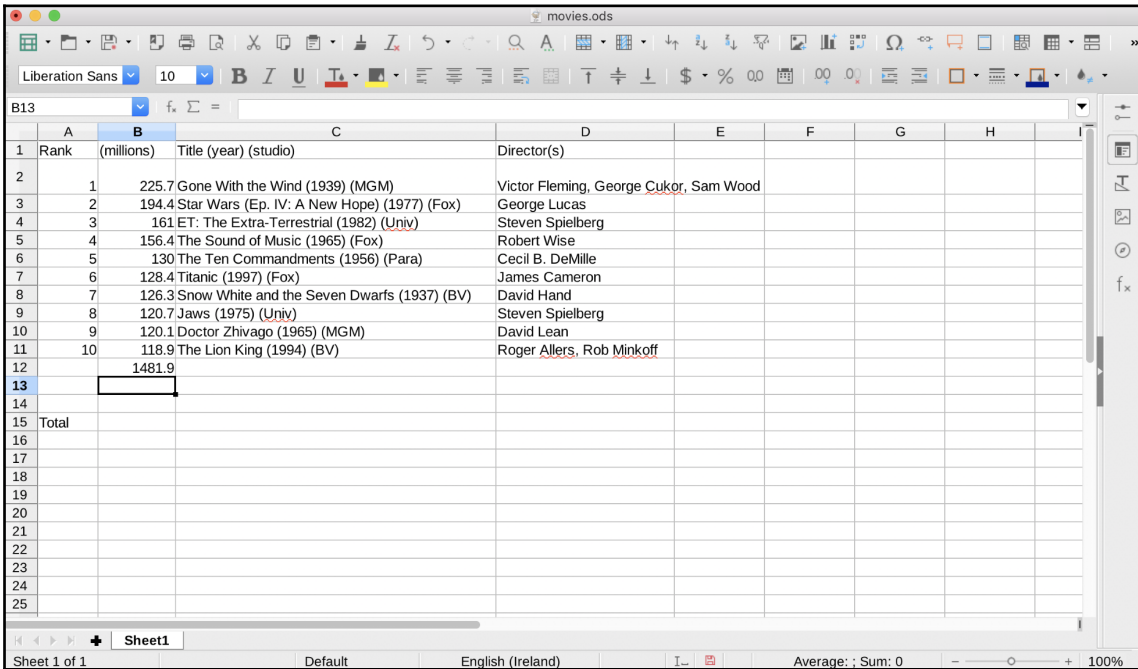 movies.ods
Liberation Sans 10 B I U $ % 0.0 .00 .00
B13 fx Σ =
A B C D E F G H I
1 Rank (millions) Title (year) (studio) Director(s)
2 1 225.7 Gone With the Wind (1939) (MGM) Victor Fleming, George Cukor, Sam Wood
3 2 194.4 Star Wars (Ep. IV: A New Hope) (1977) (Fox) George Lucas
4 3 161 ET: The Extra-Terrestrial (1982) (Univ) Steven Spielberg
5 4 156.4 The Sound of Music (1965) (Fox) Robert Wise
6 5 130 The Ten Commandments (1956) (Para) Cecil B. DeMille
7 6 128.4 Titanic (1997) (Fox) James Cameron
8 7 126.3 Snow White and the Seven Dwarfs (1937) (BV) David Hand
9 8 120.7 Jaws (1975) (Univ) Steven Spielberg
10 9 120.1 Doctor Zhivago (1965) (MGM) David Lean
11 10 118.9 The Lion King (1994) (BV) Roger Allers, Rob Minkoff
12 1481.9
13
14
15 Total
16
17
18
19
20
21
22
23
24
25
Sheet1
Sheet 1 of 1 Default English (Ireland) Average: ; Sum: 0 100%